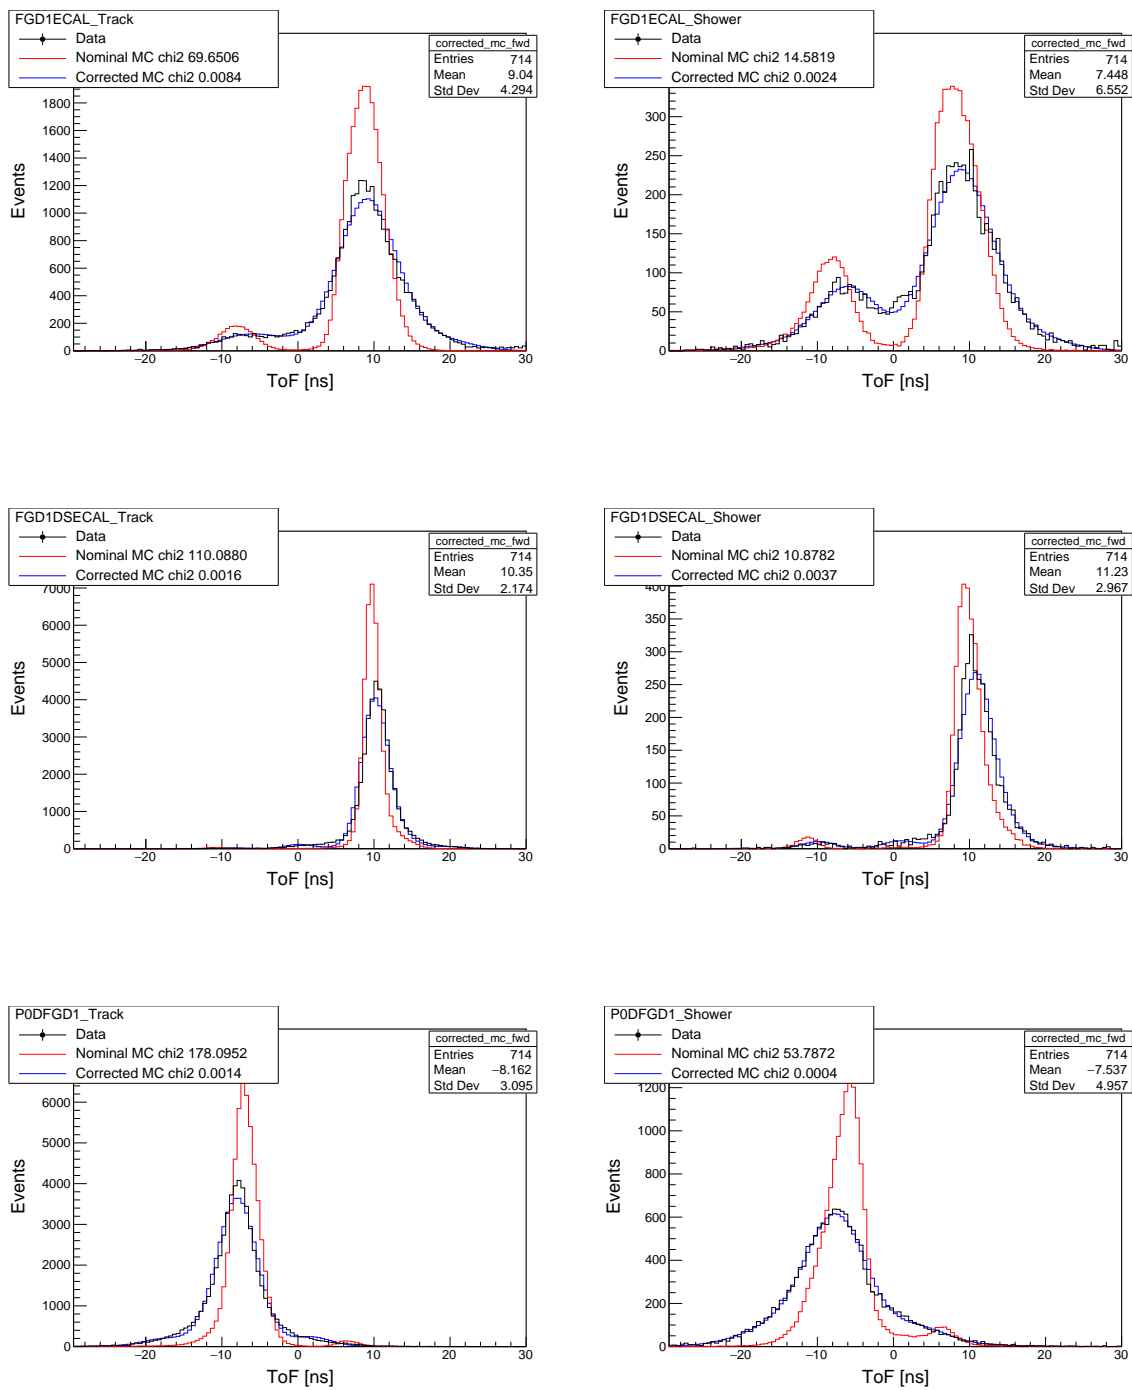 FGD1ECAL_Track
Data
Nominal MC chi2 69.6506
Corrected MC chi2 0.0084
corrected_mc_fwd
Entries 714
Mean 9.04
Std Dev 4.294
0
200
400
600
800
1000
1200
1400
1600
1800
Events
−20 −10 0 10 20 30
ToF [ns]
FGD1ECAL_Shower
Data
Nominal MC chi2 14.5819
Corrected MC chi2 0.0024
corrected_mc_fwd
Entries 714
Mean 7.448
Std Dev 6.552
0
50
100
150
200
250
300
Events
−20 −10 0 10 20 30
ToF [ns]
FGD1DSECAL_Track
Data
Nominal MC chi2 110.0880
Corrected MC chi2 0.0016
corrected_mc_fwd
Entries 714
Mean 10.35
Std Dev 2.174
0
1000
2000
3000
4000
5000
6000
7000
Events
−20 −10 0 10 20 30
ToF [ns]
FGD1DSECAL_Shower
Data
Nominal MC chi2 10.8782
Corrected MC chi2 0.0037
corrected_mc_fwd
Entries 714
Mean 11.23
Std Dev 2.967
0
50
100
150
200
250
300
350
400
Events
−20 −10 0 10 20 30
ToF [ns]
P0DFGD1_Track
Data
Nominal MC chi2 178.0952
Corrected MC chi2 0.0014
corrected_mc_fwd
Entries 714
Mean −8.162
Std Dev 3.095
0
1000
2000
3000
4000
5000
6000
Events
−20 −10 0 10 20 30
ToF [ns]
P0DFGD1_Shower
Data
Nominal MC chi2 53.7872
Corrected MC chi2 0.0004
corrected_mc_fwd
Entries 714
Mean −7.537
Std Dev 4.957
0
200
400
600
800
1000
1200
Events
−20 −10 0 10 20 30
ToF [ns]